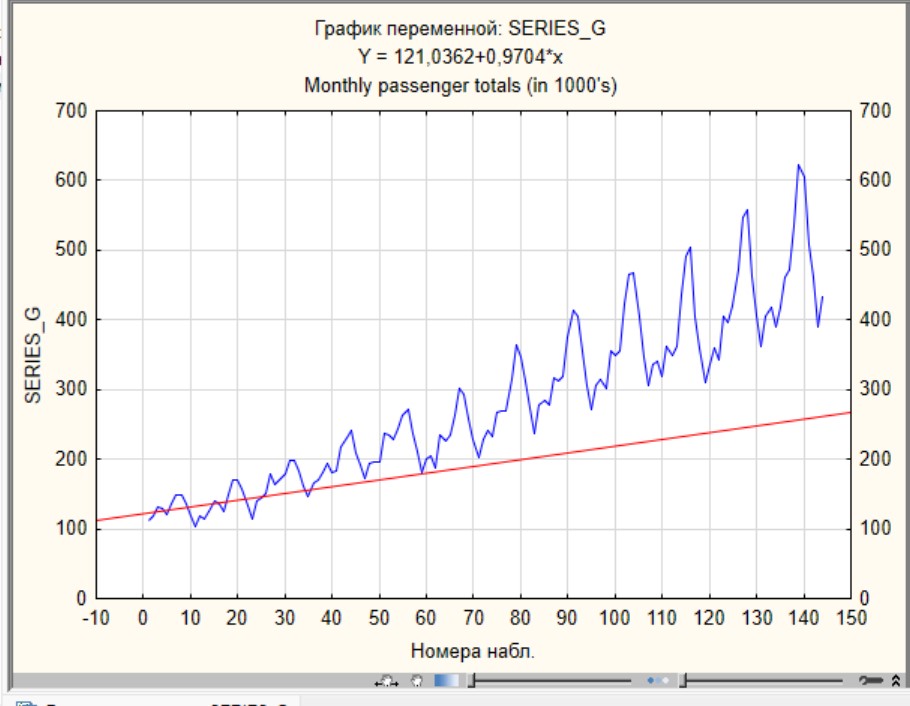 График переменной: SERIES_G
Y = 121,0362+0,9704*x
Monthly passenger totals (in 1000's)
700 700
600 600
500 500
400 400
300 300
200 200
100 100
0 0
SERIES_G
-10 0 10 20 30 40 50 60 70 80 90 100 110 120 130 140 150
Номера набл.